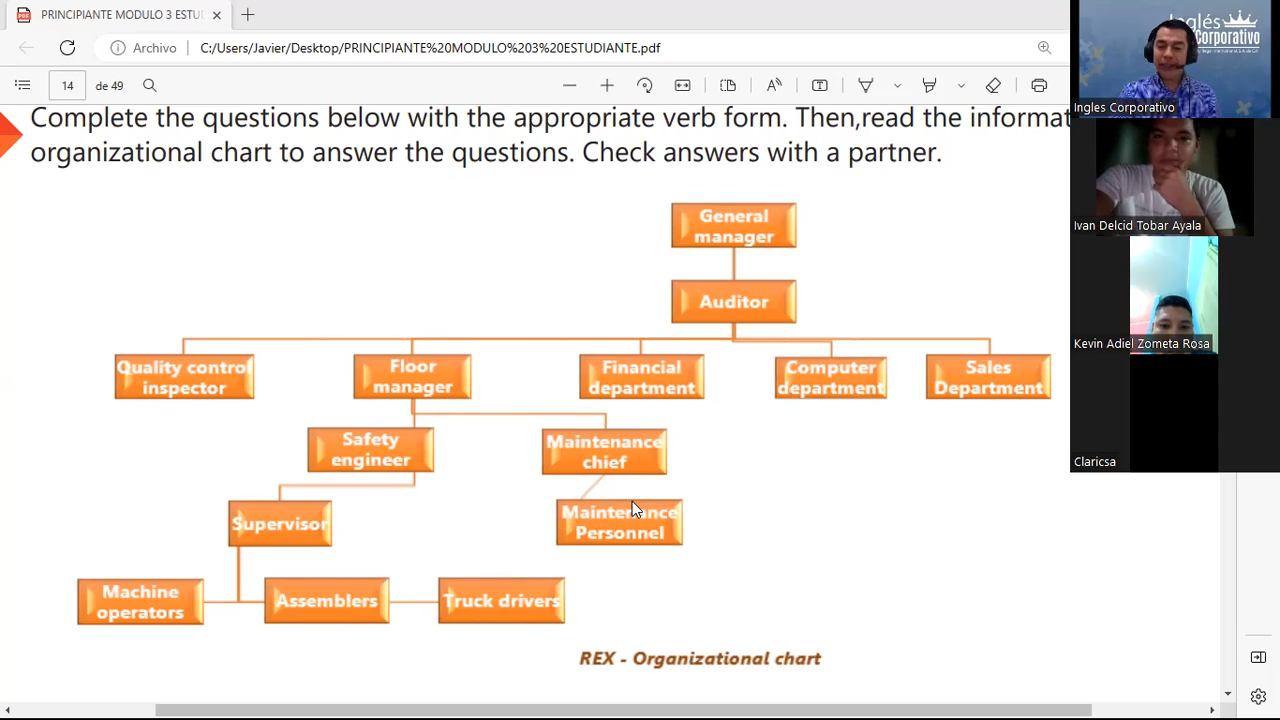 PRINCIPIANTE MODULO 3 ESTU
Archivo
C:/Users/Javier/Desktop/PRINCIPIANTE%20MODULO%203%20ESTUDIANTE.pdf
14
de 49
Complete the questions below with the appropriate verb form. Then,read the informat
organizational chart to answer the questions. Check answers with a partner.
General
manager
Auditor
Quality control
inspector
Floor
manager
Financial
department
Computer
department
Sales
Department
Safety
engineer
Maintenance
chief
Supervisor
Maintenance
Personnel
Machine
operators
Assemblers
Truck drivers
REX - Organizational chart
Inglés
Corporativo
Ingles Corporativo
Ivan Delcid Tobar Ayala
Kevin Adiel Zometa Rosa
Claricsa